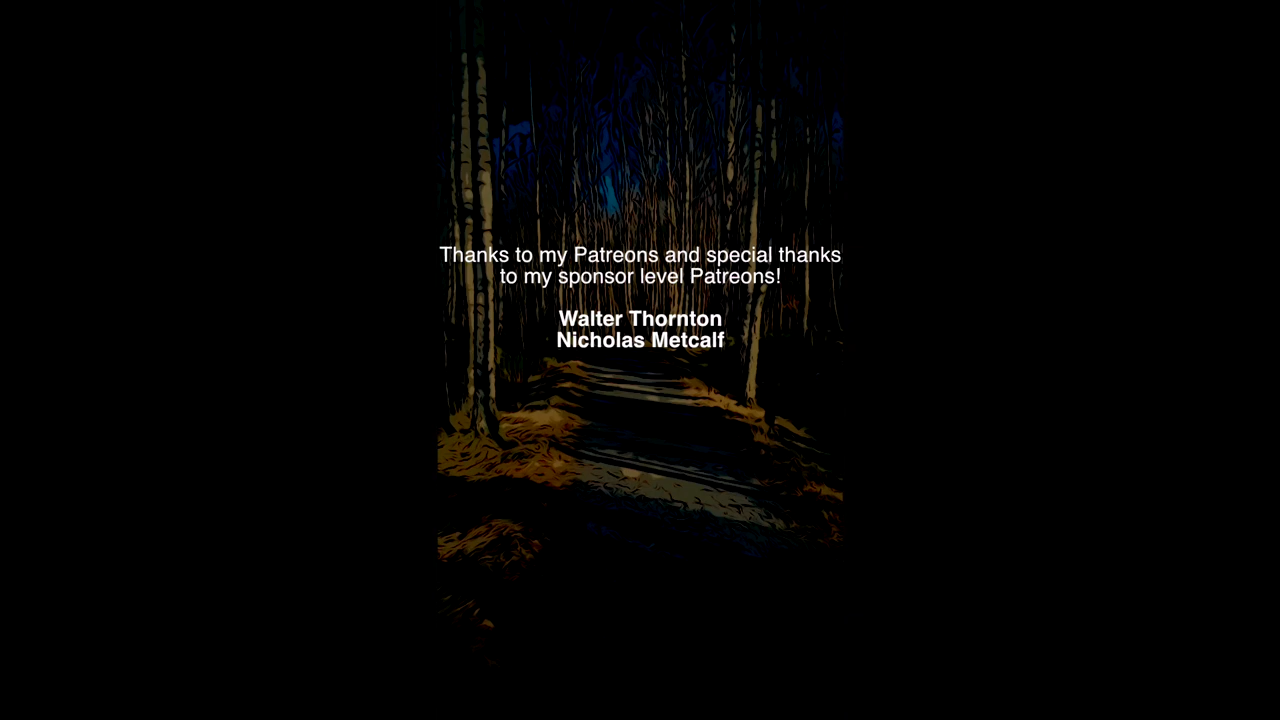 Thanks to my Patreons and special thanks
to my sponsor level Patreons!
Walter Thornton
Nicholas Metcalf